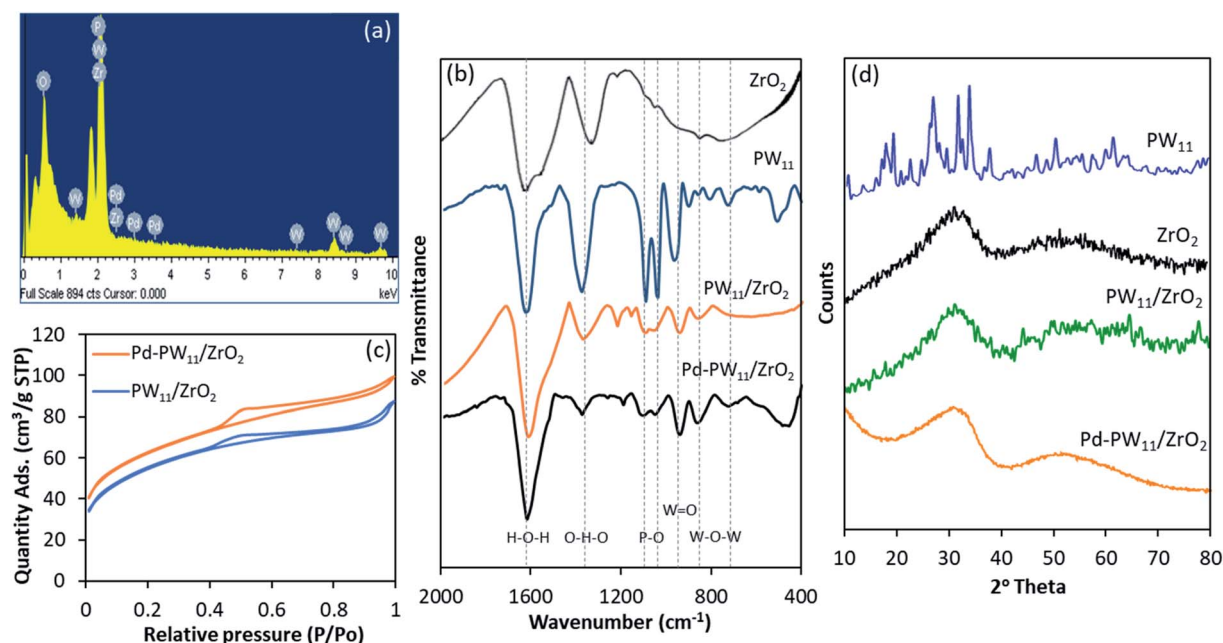 (a)
P
W
Zr
O
W
Pd
Zr
Pd
Pd
W
W
W
W
0 1 2 3 4 5 6 7 8 9 10
Full Scale 894 cts Cursor: 0.000
keV
(b)
ZrO₂
PW₁₁
PW₁₁/ZrO₂
Pd-PW₁₁/ZrO₂
W=O
H-O-H O-H-O P-O W-O-W
% Transmittance
2000 1600 1200 800 400
Wavenumber (cm⁻¹)
(c)
Pd-PW₁₁/ZrO₂
PW₁₁/ZrO₂
Quantity Ads. (cm³/g STP)
120
100
80
60
40
20
0
0 0.2 0.4 0.6 0.8 1
Relative pressure (P/Po)
(d)
PW₁₁
ZrO₂
PW₁₁/ZrO₂
Pd-PW₁₁/ZrO₂
Counts
10 20 30 40 50 60 70 80
2° Theta